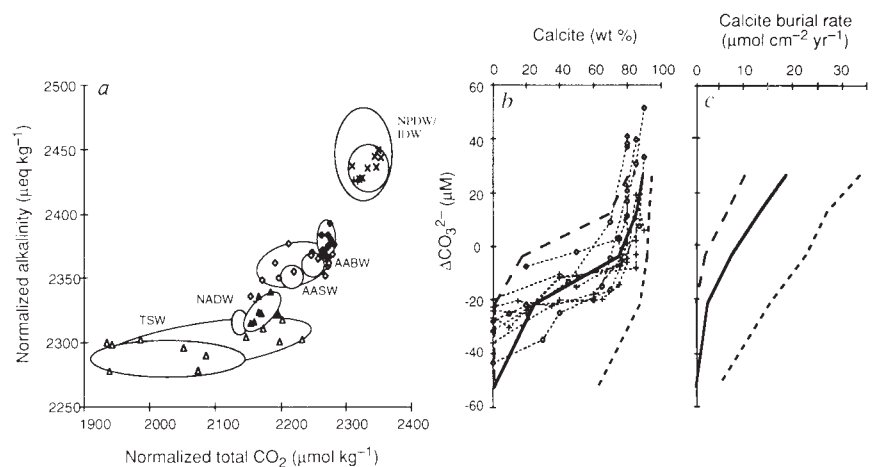 a
2500
2450
2400
2350
2300
2250
Normalized alkalinity (μeq kg⁻¹)
NPDW/
IDW
AABW
AASW
NADW
TSW
1900 2000 2100 2200 2300 2400
Normalized total CO₂ (μmol kg⁻¹)
Calcite (wt %)
0 20 40 60 80 100
b
60
40
20
0
-20
-40
-60
ΔCO₃²⁻ (μM)
Calcite burial rate
(μmol cm⁻² yr⁻¹)
0 10 20 30
c